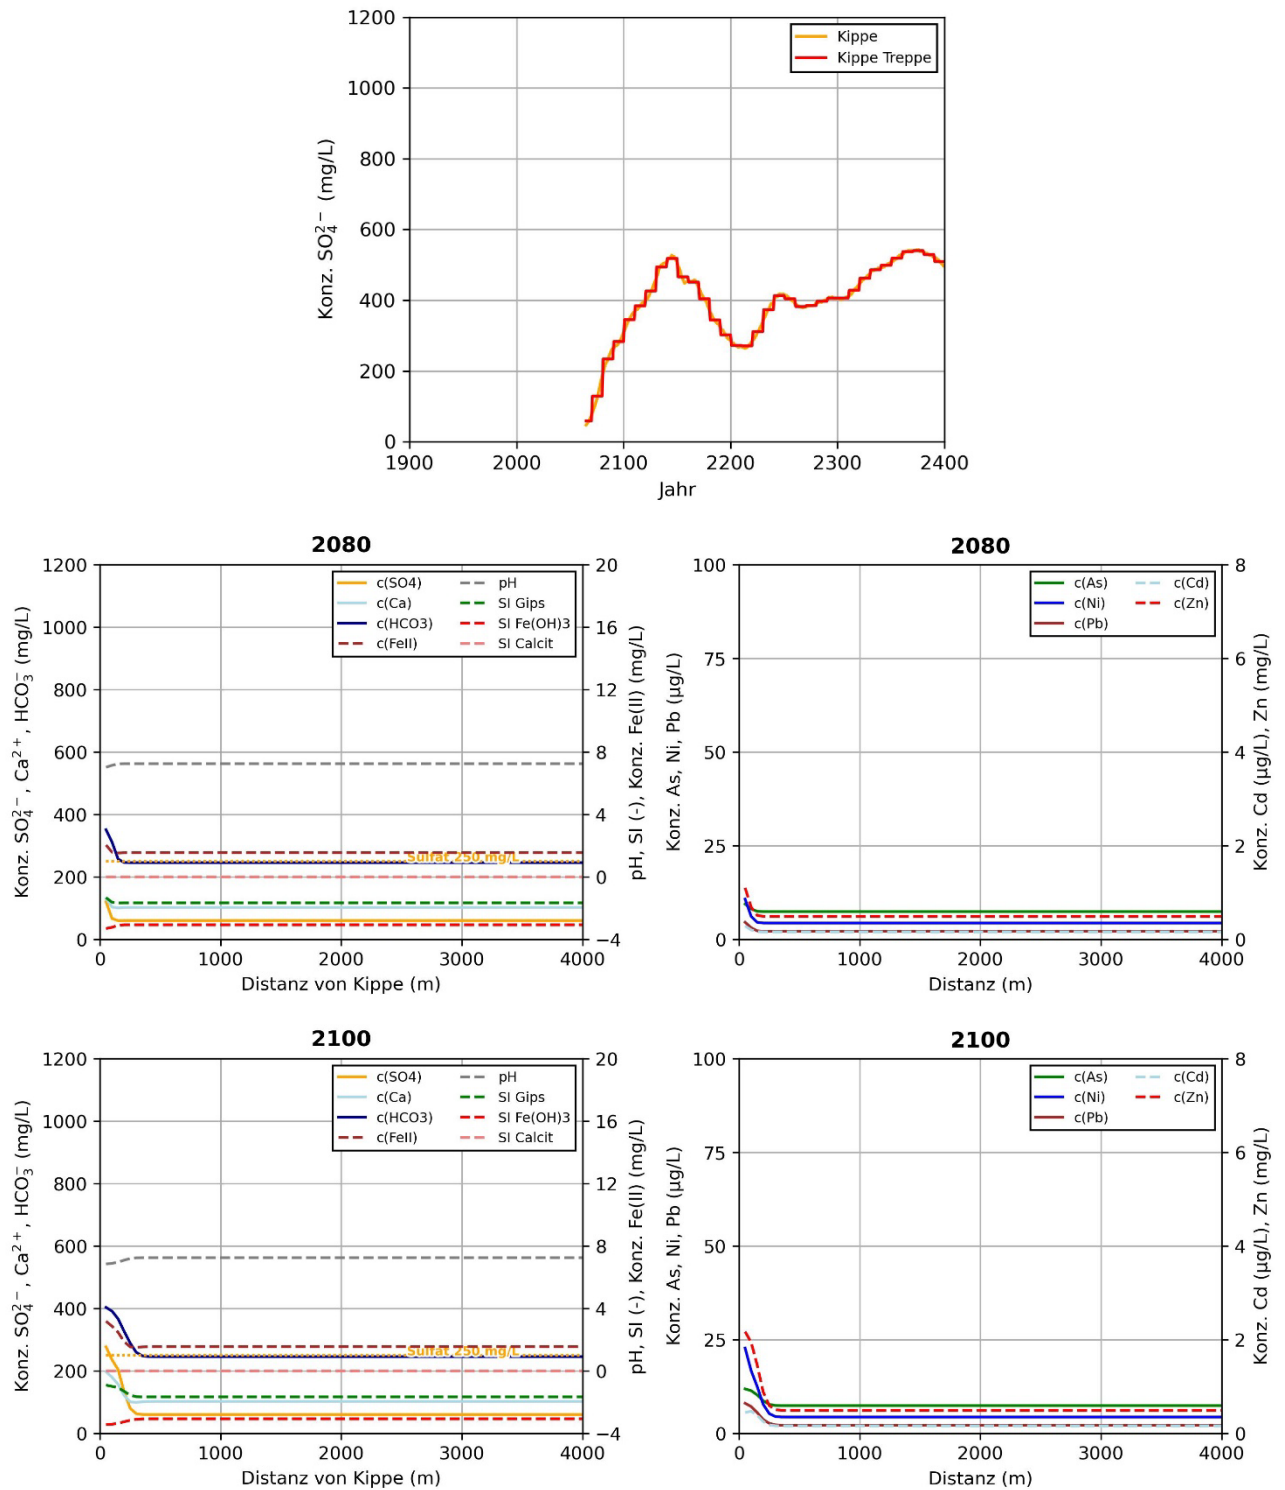 1200
1000
800
600
400
200
0
Konz. SO₄²⁻ (mg/L)
Kippe
Kippe Treppe
1900 2000 2100 2200 2300 2400
Jahr
2080
1200
1000
800
600
400
200
0
Konz. SO₄²⁻, Ca²⁺, HCO₃⁻ (mg/L)
c(SO4) pH
c(Ca) SI Gips
c(HCO3) SI Fe(OH)3
c(FeII) SI Calcit
Sulfat 250 mg/L
20
16
12
8
4
0
−4
pH, SI (-), Konz. Fe(II) (mg/L)
0 1000 2000 3000 4000
Distanz von Kippe (m)
2080
100
75
50
25
0
Konz. As, Ni, Pb (µg/L)
c(As) c(Cd)
c(Ni) c(Zn)
c(Pb)
8
6
4
2
0
Konz. Cd (µg/L), Zn (mg/L)
0 1000 2000 3000 4000
Distanz (m)
2100
1200
1000
800
600
400
200
0
Konz. SO₄²⁻, Ca²⁺, HCO₃⁻ (mg/L)
c(SO4) pH
c(Ca) SI Gips
c(HCO3) SI Fe(OH)3
c(FeII) SI Calcit
Sulfat 250 mg/L
20
16
12
8
4
0
−4
pH, SI (-), Konz. Fe(II) (mg/L)
0 1000 2000 3000 4000
Distanz von Kippe (m)
2100
100
75
50
25
0
Konz. As, Ni, Pb (µg/L)
c(As) c(Cd)
c(Ni) c(Zn)
c(Pb)
8
6
4
2
0
Konz. Cd (µg/L), Zn (mg/L)
0 1000 2000 3000 4000
Distanz (m)